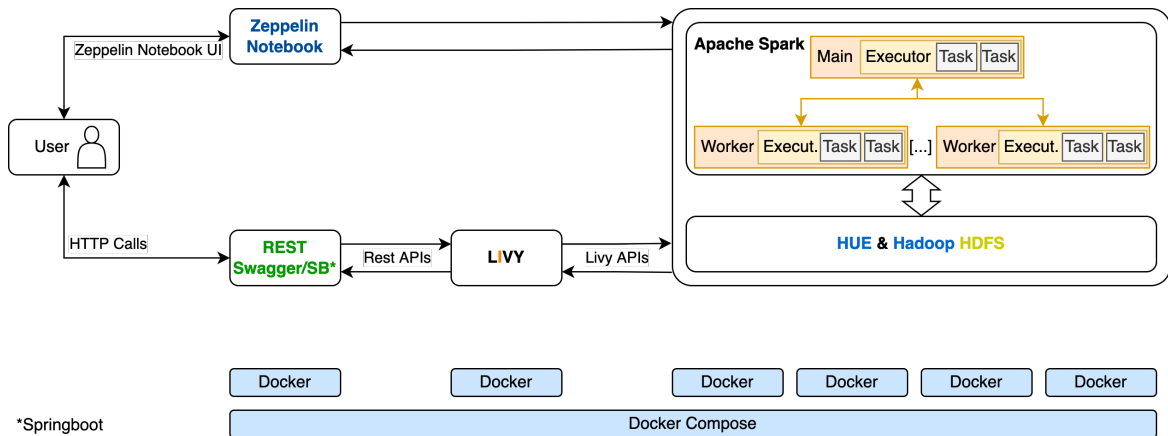 Zeppelin
Notebook
Zeppelin Notebook UI
Apache Spark
Main
Executor
Task
Task
User
Worker
Execut.
Task
Task
[...]
Worker
Execut.
Task
Task
HTTP Calls
REST
Swagger/SB*
Rest APIs
LIVY
Livy APIs
HUE & Hadoop HDFS
Docker
Docker
Docker
Docker
Docker
Docker
*Springboot
Docker Compose